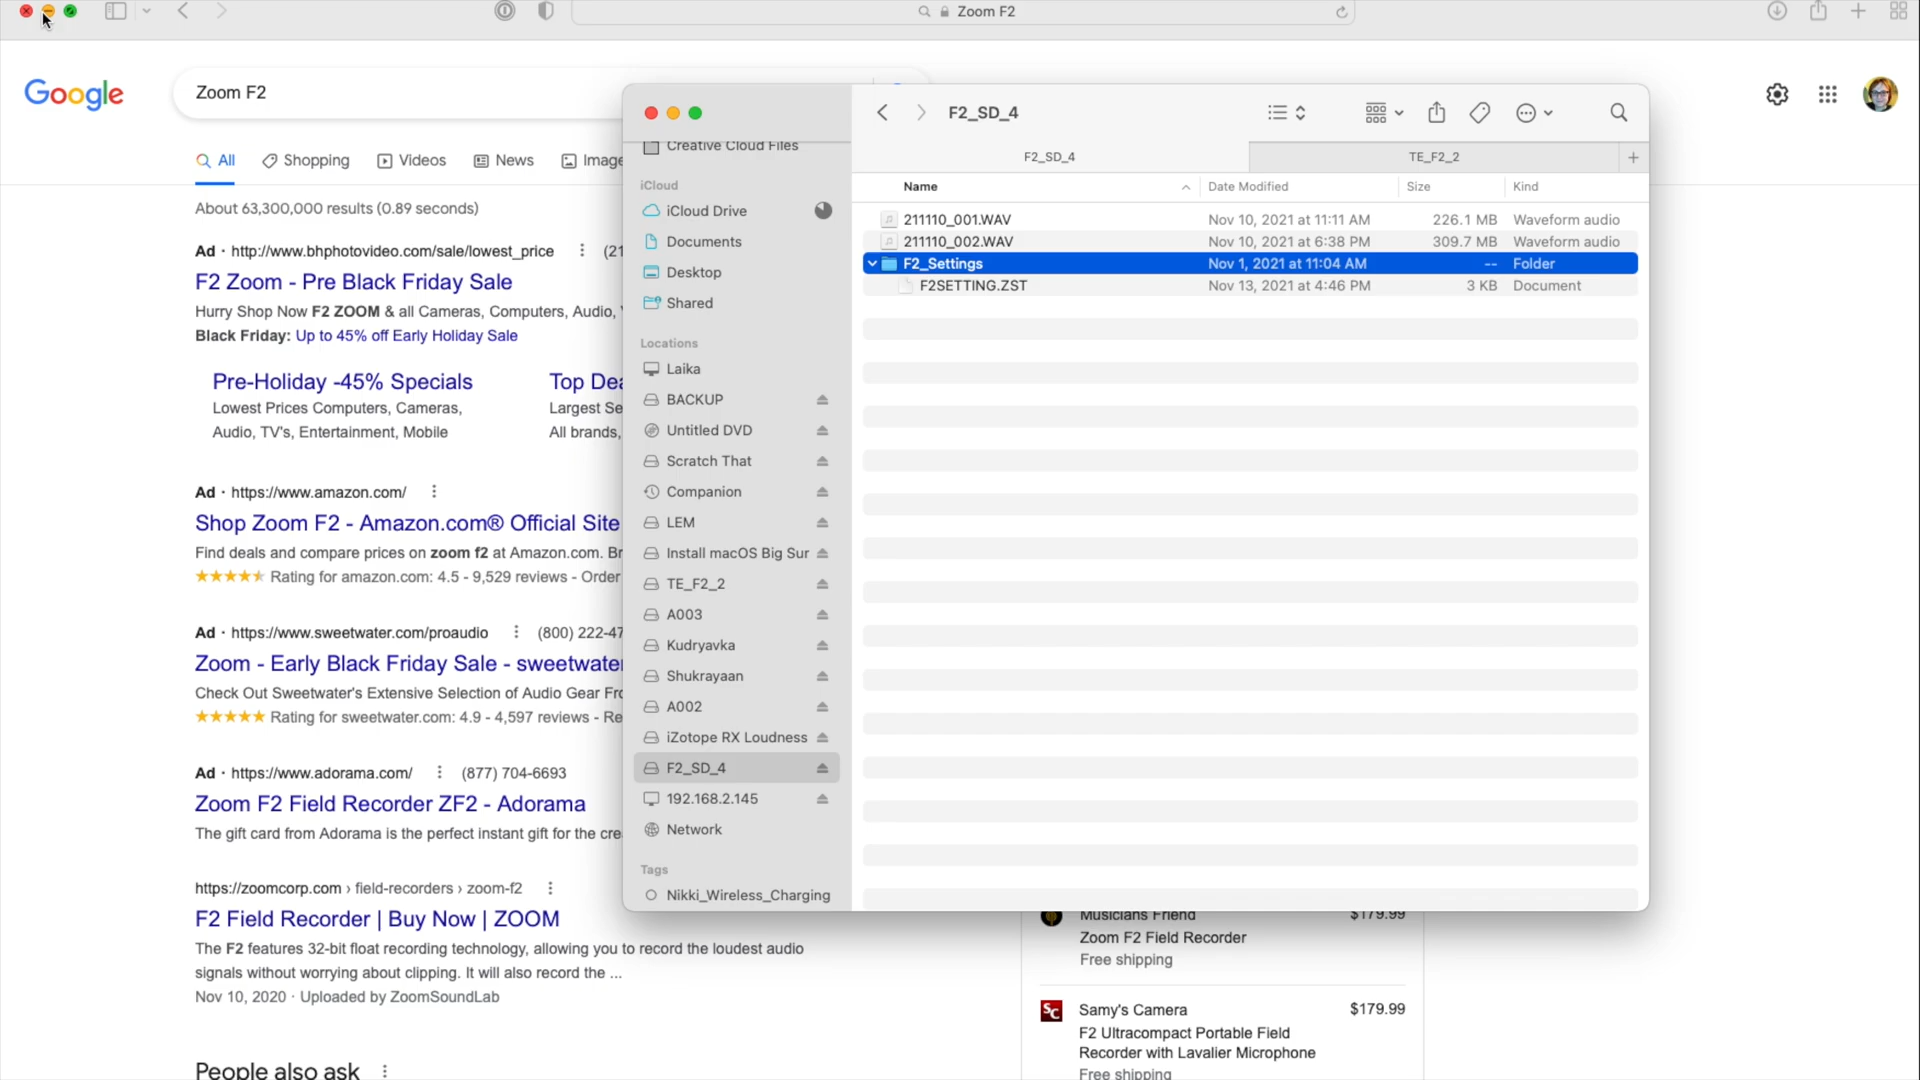 Zoom F2
Google
Zoom F2
All
Shopping
Videos
News
About 63,300,000 results (0.89 seconds)
Ad · http://www.bhphotovideo.com/sale/lowest_price
F2 Zoom - Pre Black Friday Sale
Hurry Shop Now F2 ZOOM & all Cameras, Computers, Audio,
Black Friday: Up to 45% off Early Holiday Sale
Pre-Holiday -45% Specials
Lowest Prices Computers, Cameras,
Audio, TV's, Entertainment, Mobile
Top
Largest
All brands,
Ad · https://www.amazon.com/
Shop Zoom F2 - Amazon.com® Official Site
Find deals and compare prices on zoom f2 at Amazon.com.
Rating for amazon.com: 4.5 - 9,529 reviews - Order
Ad · https://www.sweetwater.com/proaudio (800) 222-47
Zoom - Early Black Friday Sale - sweetwater
Check Out Sweetwater's Extensive Selection of Audio Gear
Rating for sweetwater.com: 4.9 - 4,597 reviews -
Ad · https://www.adorama.com/ (877) 704-6693
Zoom F2 Field Recorder ZF2 - Adorama
The gift card from Adorama is the perfect instant gift for the
https://zoomcorp.com › field-recorders › zoom-f2
F2 Field Recorder | Buy Now | ZOOM
The F2 features 32-bit float recording technology, allowing you to record the loudest audio
signals without worrying about clipping. It will also record the ...
Nov 10, 2020 · Uploaded by ZoomSoundLab
People also ask
Creative Cloud Files
iCloud
iCloud Drive
Documents
Desktop
Shared
Locations
Laika
BACKUP
Untitled DVD
Scratch That
Companion
LEM
Install macOS Big Sur
TE_F2_2
A003
Kudryavka
Shukrayaan
A002
iZotope RX Loudness
F2_SD_4
192.168.2.145
Network
Tags
Nikki_Wireless_Charging
F2_SD_4
F2_SD_4
TE_F2_2
Name Date Modified Size Kind
211110_001.WAV Nov 10, 2021 at 11:11 AM 226.1 MB Waveform audio
211110_002.WAV Nov 10, 2021 at 6:38 PM 309.7 MB Waveform audio
F2_Settings Nov 1, 2021 at 11:04 AM -- Folder
F2SETTING.ZST Nov 13, 2021 at 4:46 PM 3 KB Document
Musicians Friend $179.99
Zoom F2 Field Recorder
Free shipping
SC
Samy's Camera $179.99
F2 Ultracompact Portable Field
Recorder with Lavalier Microphone
Free shipping